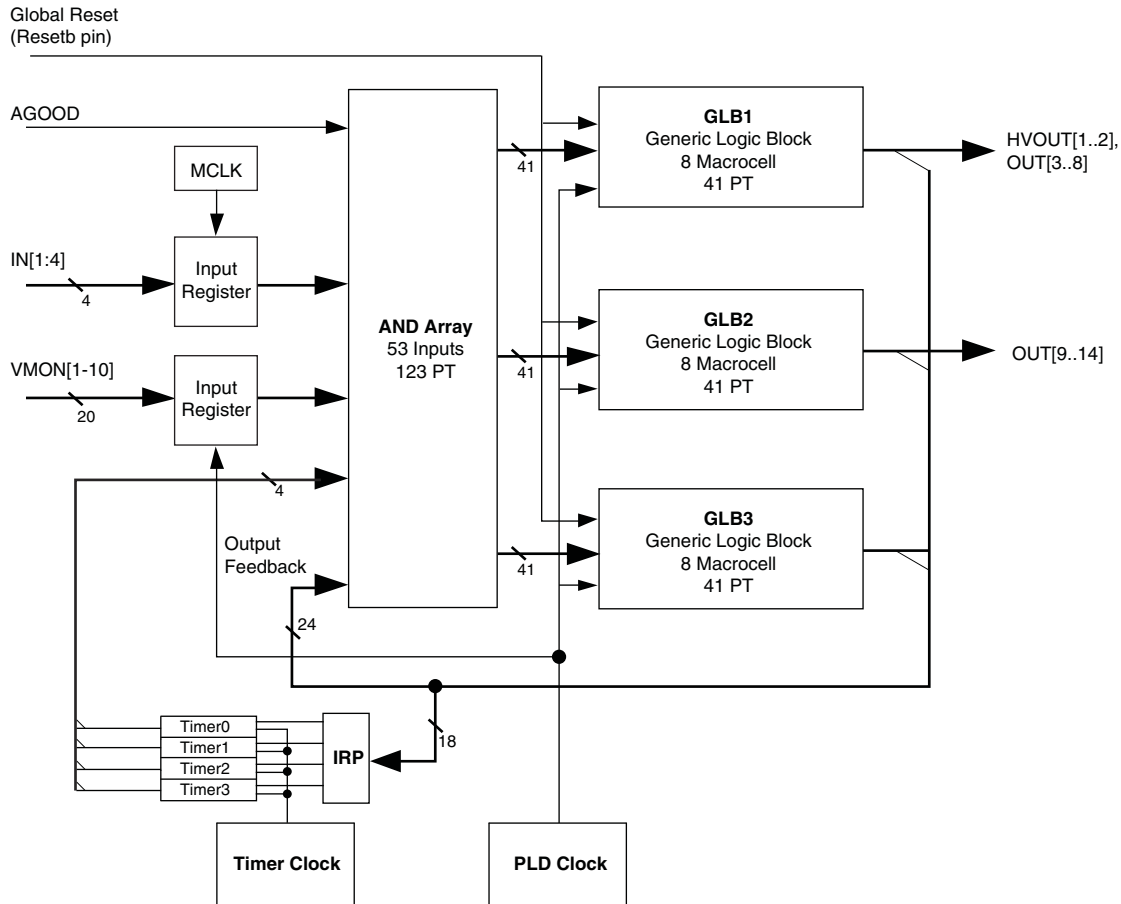 Global Reset
(Resetb pin)
AGOOD
MCLK
IN[1:4]
4
Input
Register
VMON[1-10]
20
Input
Register
4
Output
Feedback
24
AND Array
53 Inputs
123 PT
41
41
41
GLB1
Generic Logic Block
8 Macrocell
41 PT
GLB2
Generic Logic Block
8 Macrocell
41 PT
GLB3
Generic Logic Block
8 Macrocell
41 PT
HVOUT[1..2],
OUT[3..8]
OUT[9..14]
Timer0
Timer1
Timer2
Timer3
IRP
18
Timer Clock
PLD Clock